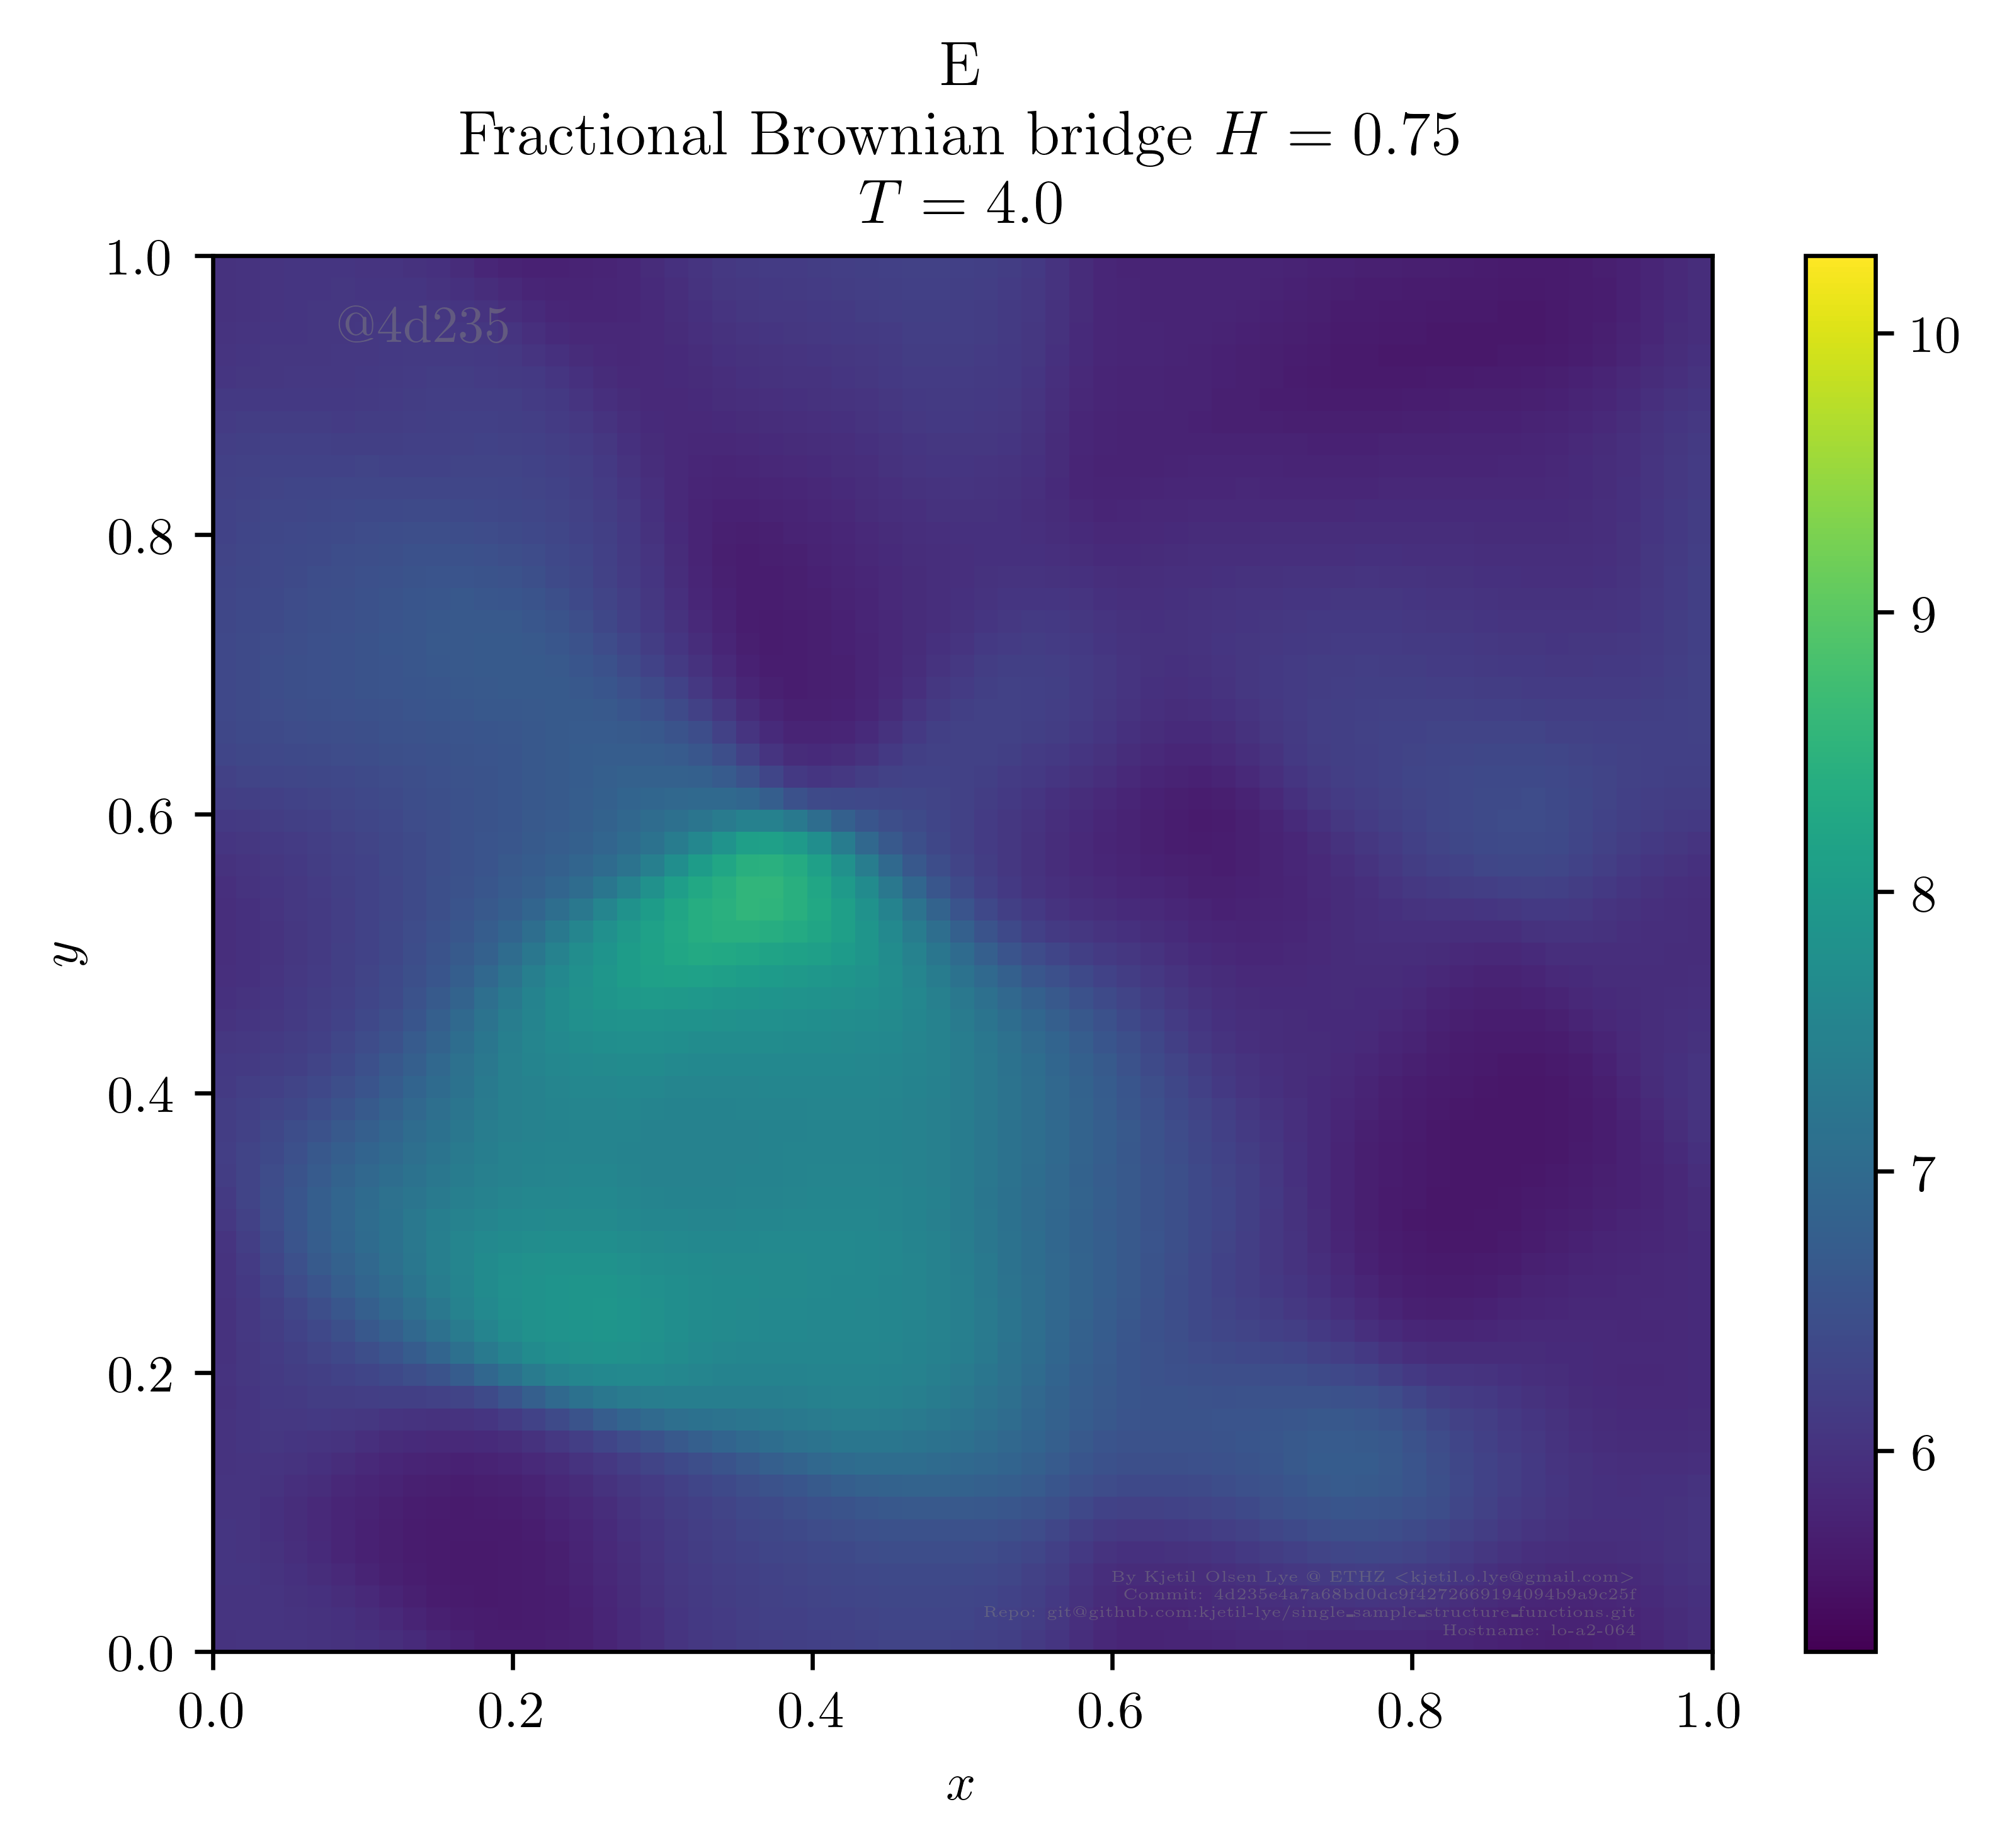 E
Fractional Brownian bridge H = 0.75
T = 4.0
@4d235
1.0
0.8
0.6
0.4
0.2
0.0
y
0.0 0.2 0.4 0.6 0.8 1.0
x
10
9
8
7
6
By Kjetil Olsen Lye @ ETHZ <kjetil.o.lye@gmail.com>
Commit: 4d235e4a7a68bd0dc9f4272669194094b9a9c25f
Repo: git@github.com:kjetil-lye/single_sample_structure_functions.git
Hostname: lo-a2-064